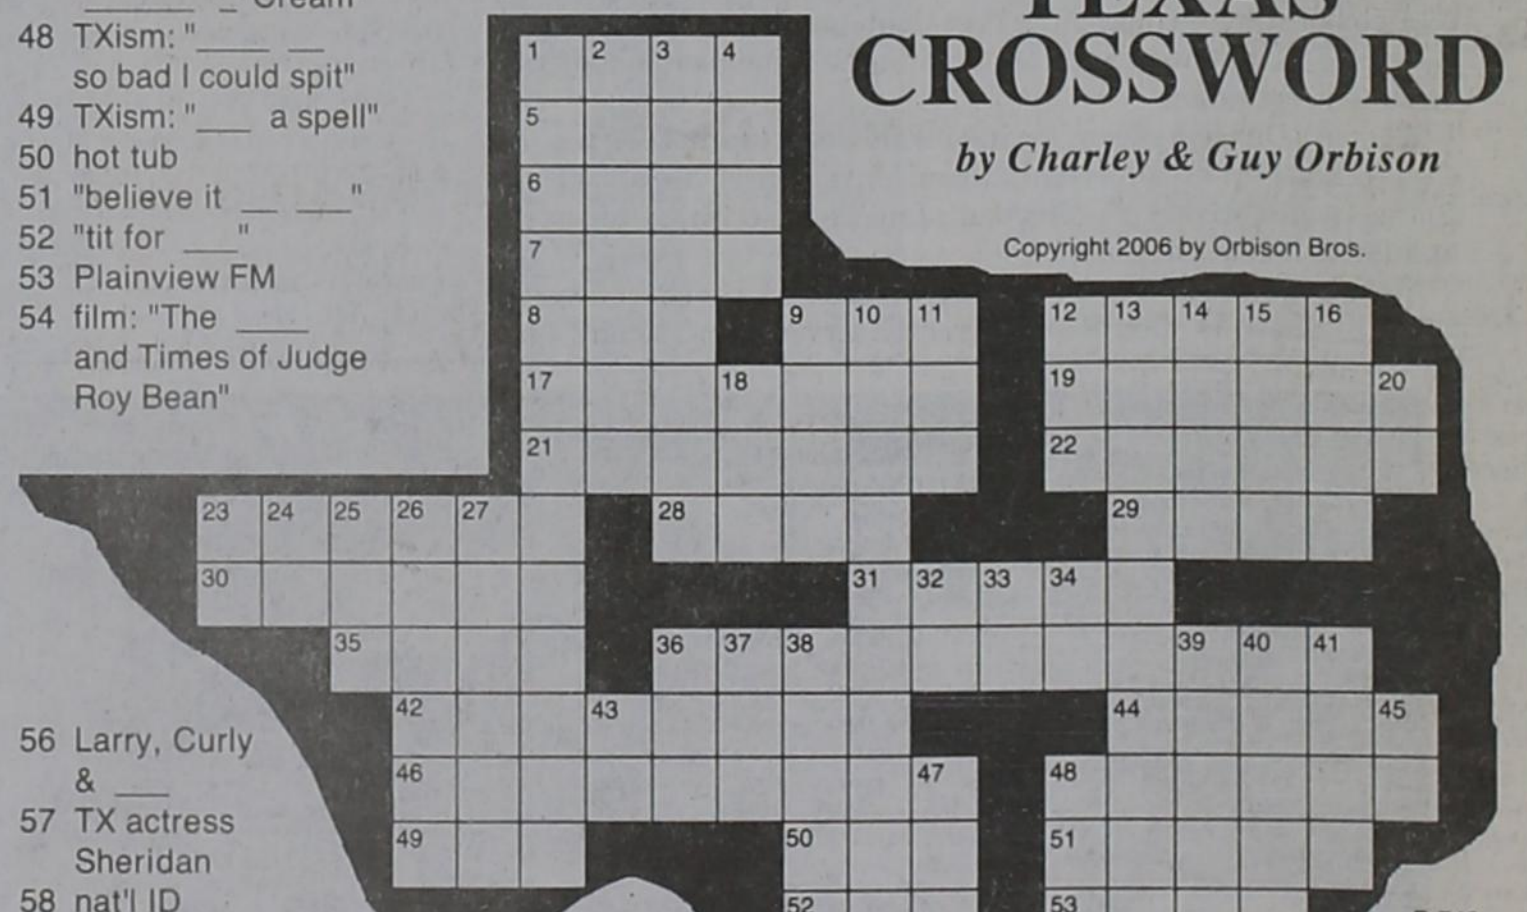 _______ _ Cream
48 TXism: "____ __
so bad I could spit"
49 TXism: "___ a spell"
50 hot tub
51 "believe it __ ___"
52 "tit for ___"
53 Plainview FM
54 film: "The ____
and Times of Judge
Roy Bean"
56 Larry, Curly
& ___
57 TX actress
Sheridan
58 nat'l ID
TEXAS
CROSSWORD
by Charley & Guy Orbison
Copyright 2006 by Orbison Bros.
1 2 3 4
5
6
7
8 9 10 11 12 13 14 15 16
17 18 19 20
21 22
23 24 25 26 27 28 29
30 31 32 33 34
35 36 37 38 39 40 41
42 43 44 45
46 47 48
49 50 51
52 53